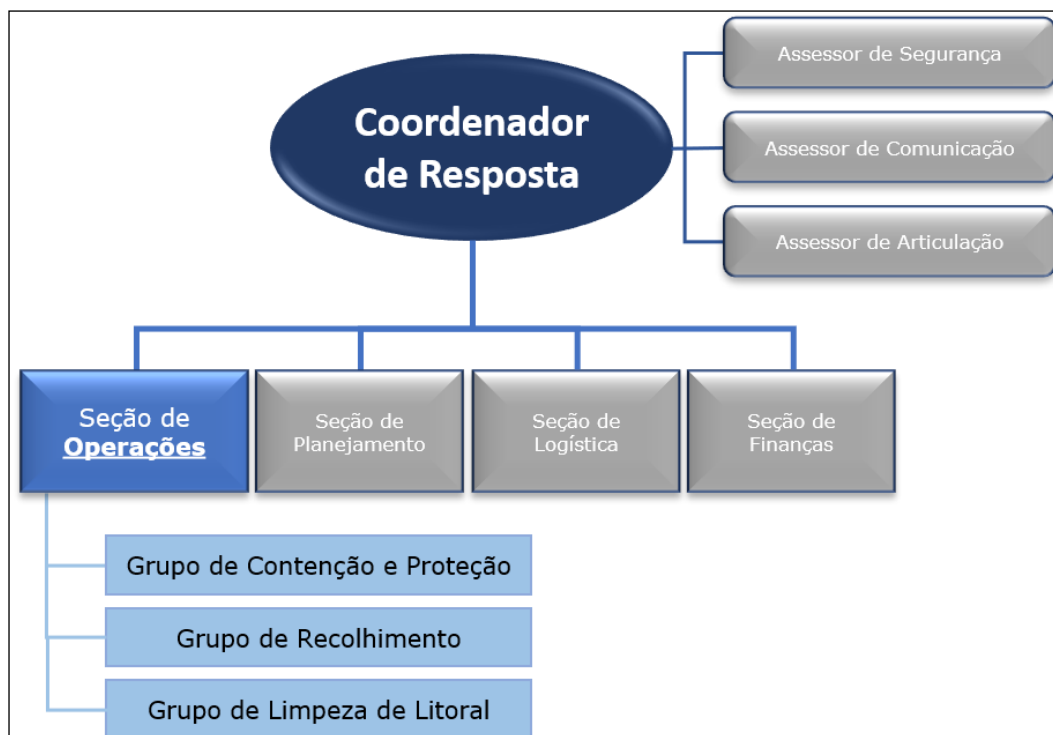 Coordenador
de Resposta
Assessor de Segurança
Assessor de Comunicação
Assessor de Articulação
Seção de
Operações
Seção de
Planejamento
Seção de
Logística
Seção de
Finanças
Grupo de Contenção e Proteção
Grupo de Recolhimento
Grupo de Limpeza de Litoral